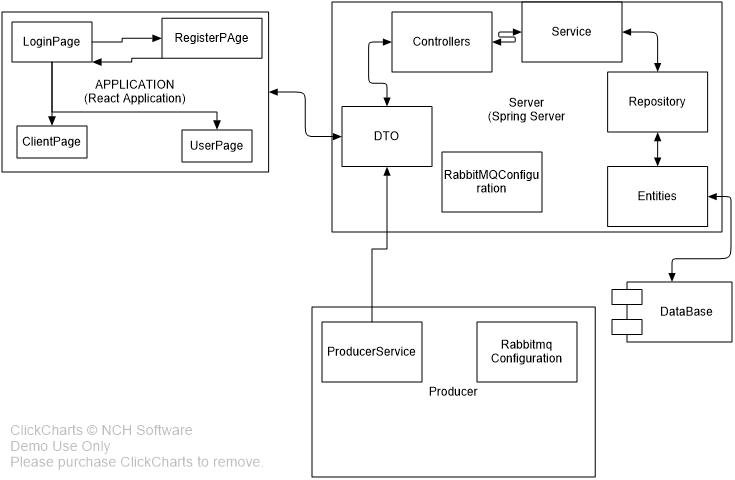 LoginPage
RegisterPAge
APPLICATION
(React Application)
ClientPage
UserPage
Controllers
Service
Server
(Spring Server
Repository
DTO
RabbitMQConfigu
ration
Entities
DataBase
ProducerService
Rabbitmq
Configuration
Producer
ClickCharts © NCH Software
Demo Use Only
Please purchase ClickCharts to remove.